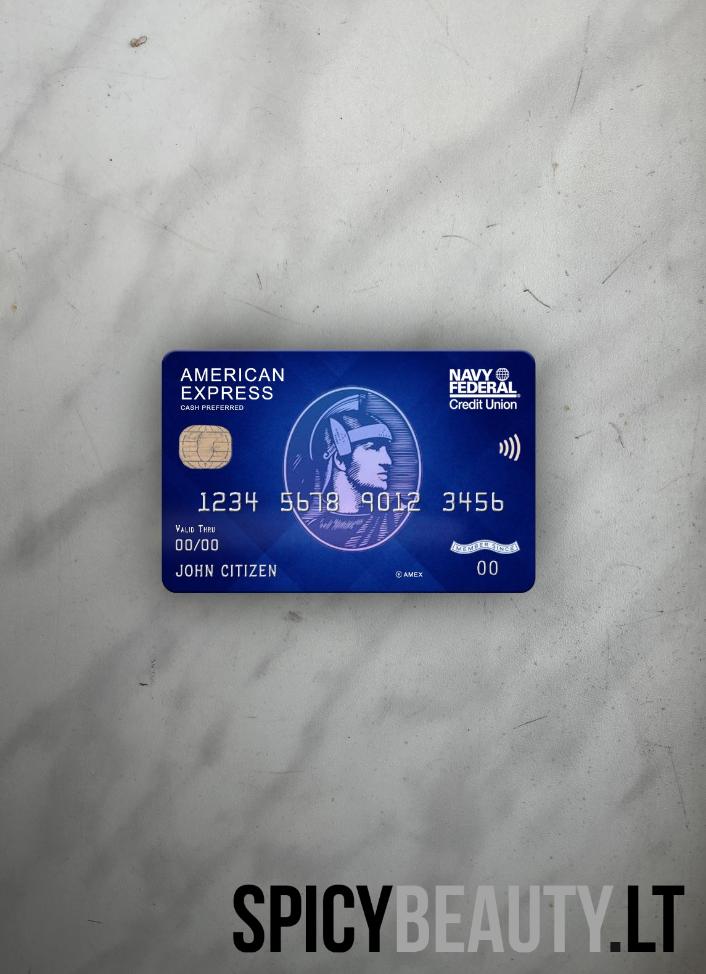 AMERICAN
EXPRESS
CASH PREFERRED
NAVY
FEDERAL®
Credit Union
1234 5678 9012 3456
VALID THRU
00/00
MEMBER SINCE
00
JOHN CITIZEN
AMEX
SPICYBEAUTY.LT